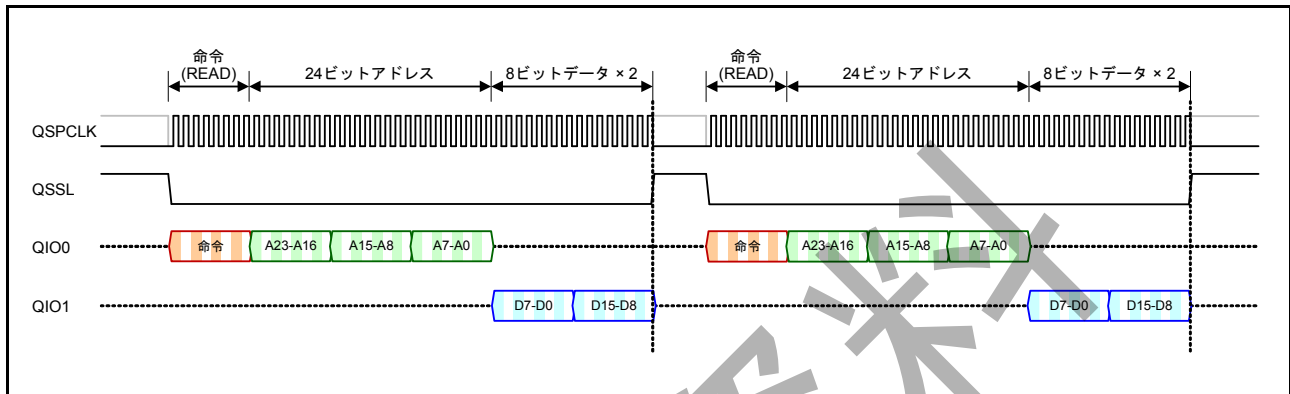 命令
(READ) 24ビットアドレス 8ビットデータ × 2 命令
(READ) 24ビットアドレス 8ビットデータ × 2
QSPCLK
QSSL
QIO0 命令 A23-A16 A15-A8 A7-A0 命令 A23-A16 A15-A8 A7-A0
QIO1 D7-D0 D15-D8 D7-D0 D15-D8